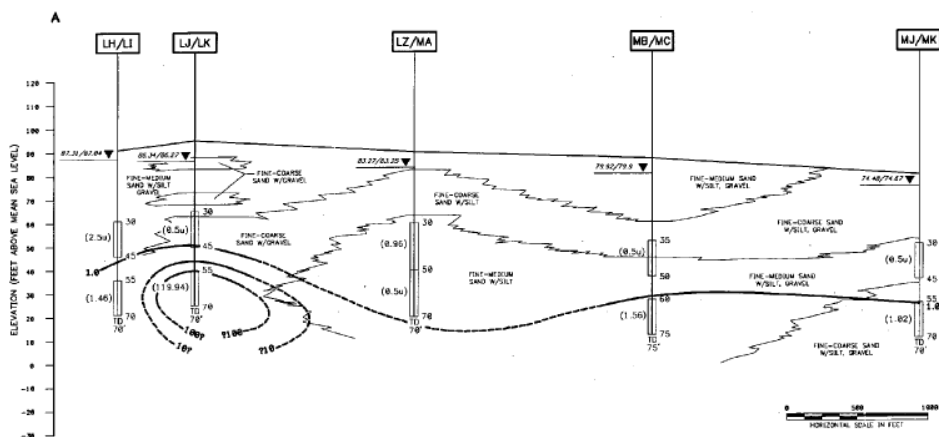 A
LH/LI
LJ/LK
LZ/MA
MB/MC
MJ/MK
ELEVATION (FEET ABOVE MEAN SEA LEVEL)
120
110
100
90
80
70
60
50
40
30
20
10
0
-10
-20
-30
87.31/87.04
83.27/83.25
79.92/79.9
74.48/74.67
FINE-MEDIUM
SAND W/SILT
GRAVEL
FINE-COARSE
SAND W/GRAVEL
FINE-COARSE
SAND W/GRAVEL
FINE-COARSE
SAND W/SILT
FINE-MEDIUM
SAND W/SILT
FINE-MEDIUM SAND
W/SILT, GRAVEL
FINE-COARSE SAND
W/SILT, GRAVEL
FINE-MEDIUM SAND
W/SILT, GRAVEL
FINE-COARSE SAND
W/SILT, GRAVEL
30
(2.5u)
45
1.0
55
(1.46)
70
TD
70'
30
(0.5u)
45
55
(119.94)
70
TD
70'
100?
?100
10?
?10
30
(0.96)
50
(0.5u)
70
TD
70'
35
(0.5u)
50
60
(1.56)
75
TD
75'
30
(0.5u)
45
55
1.0
(1.02)
70
TD
70'
0 500 1000
HORIZONTAL SCALE IN FEET